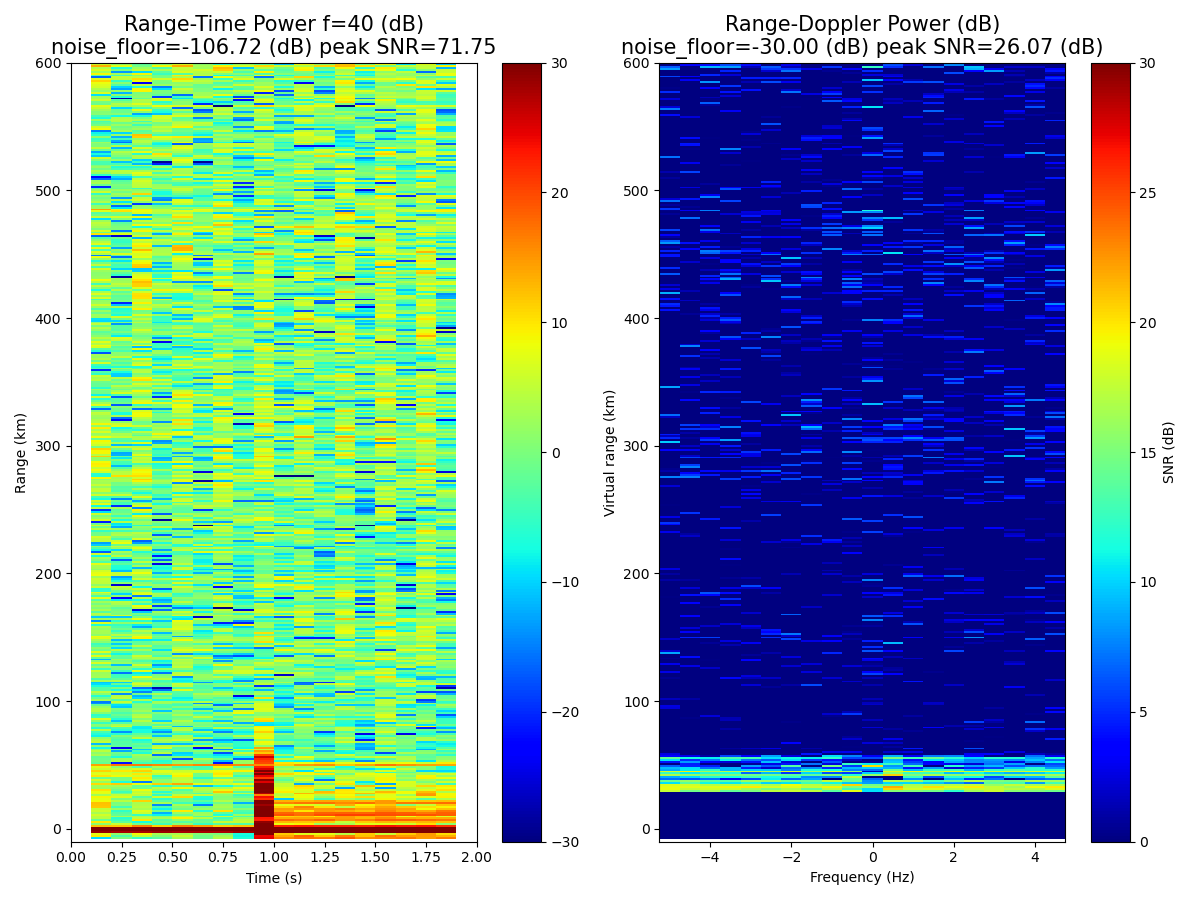 Range-Time Power f=40 (dB)
noise_floor=-106.72 (dB) peak SNR=71.75
Range (km)
600
500
400
300
200
100
0
0.00 0.25 0.50 0.75 1.00 1.25 1.50 1.75 2.00
Time (s)
30
20
10
0
−10
−20
−30
Range-Doppler Power (dB)
noise_floor=-30.00 (dB) peak SNR=26.07 (dB)
Virtual range (km)
600
500
400
300
200
100
0
−4 −2 0 2 4
Frequency (Hz)
30
25
20
15
10
5
0
SNR (dB)